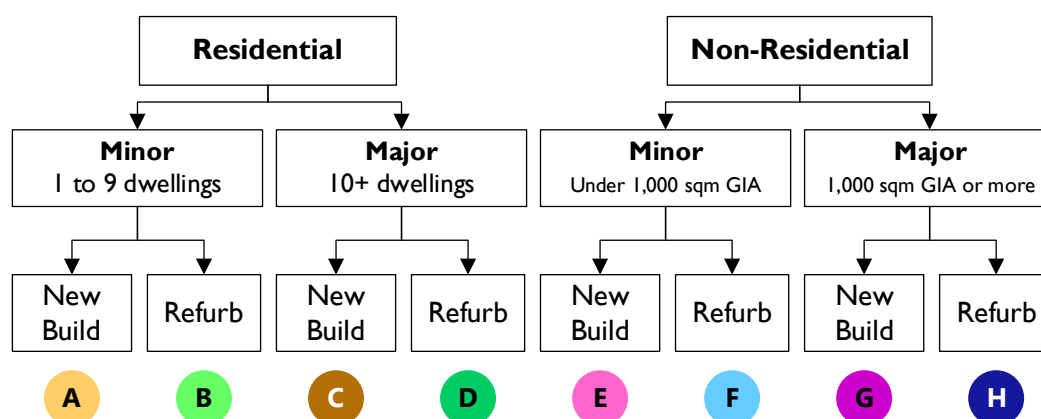 Residential
Non-Residential
Minor
1 to 9 dwellings
Major
10+ dwellings
Minor
Under 1,000 sqm GIA
Major
1,000 sqm GIA or more
New
Build
Refurb
New
Build
Refurb
New
Build
Refurb
New
Build
Refurb
A
B
C
D
E
F
G
H